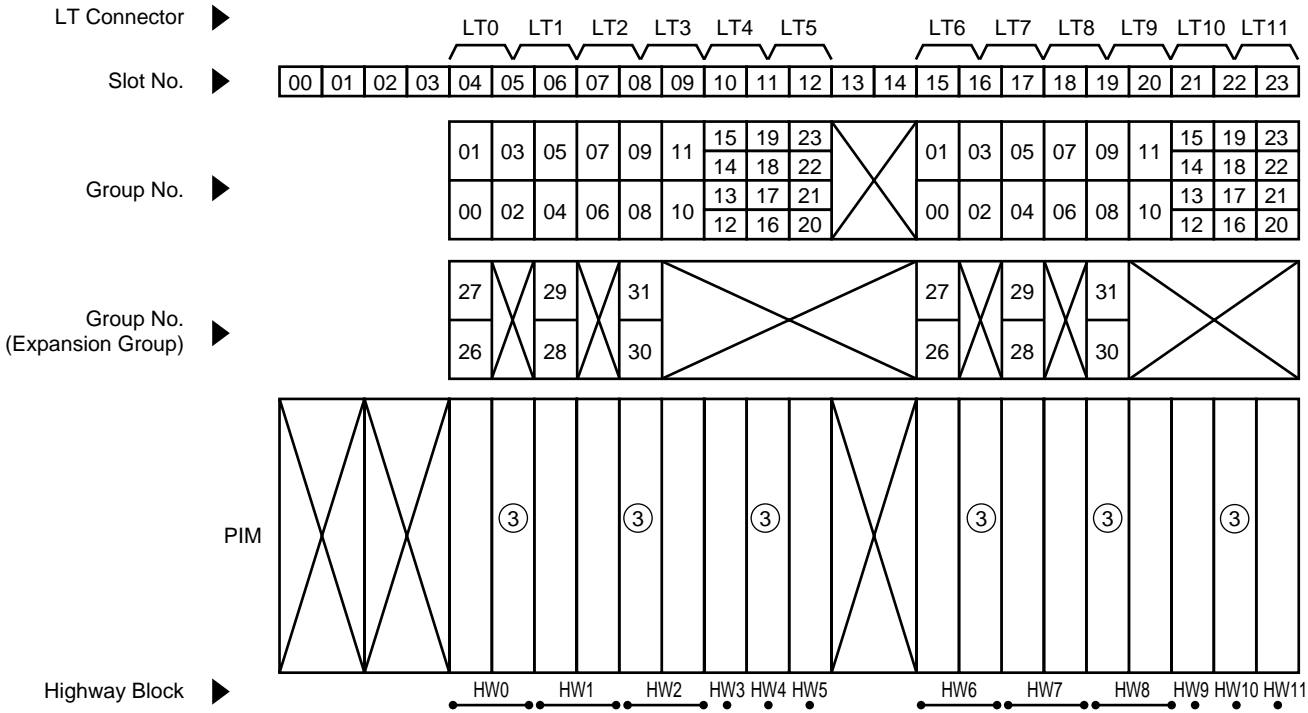 LT Connector LT0 LT1 LT2 LT3 LT4 LT5 LT6 LT7 LT8 LT9 LT10 LT11
Slot No. 00 01 02 03 04 05 06 07 08 09 10 11 12 13 14 15 16 17 18 19 20 21 22 23
Group No.
01 03 05 07 09 11 15 19 23 01 03 05 07 09 11 15 19 23
14 18 22 14 18 22
00 02 04 06 08 10 13 17 21 00 02 04 06 08 10 13 17 21
12 16 20 12 16 20
Group No.
(Expansion Group)
27 29 31 27 29 31
26 28 30 26 28 30
PIM 3 3 3 3 3 3
Highway Block HW0 HW1 HW2 HW3 HW4 HW5 HW6 HW7 HW8 HW9 HW10 HW11